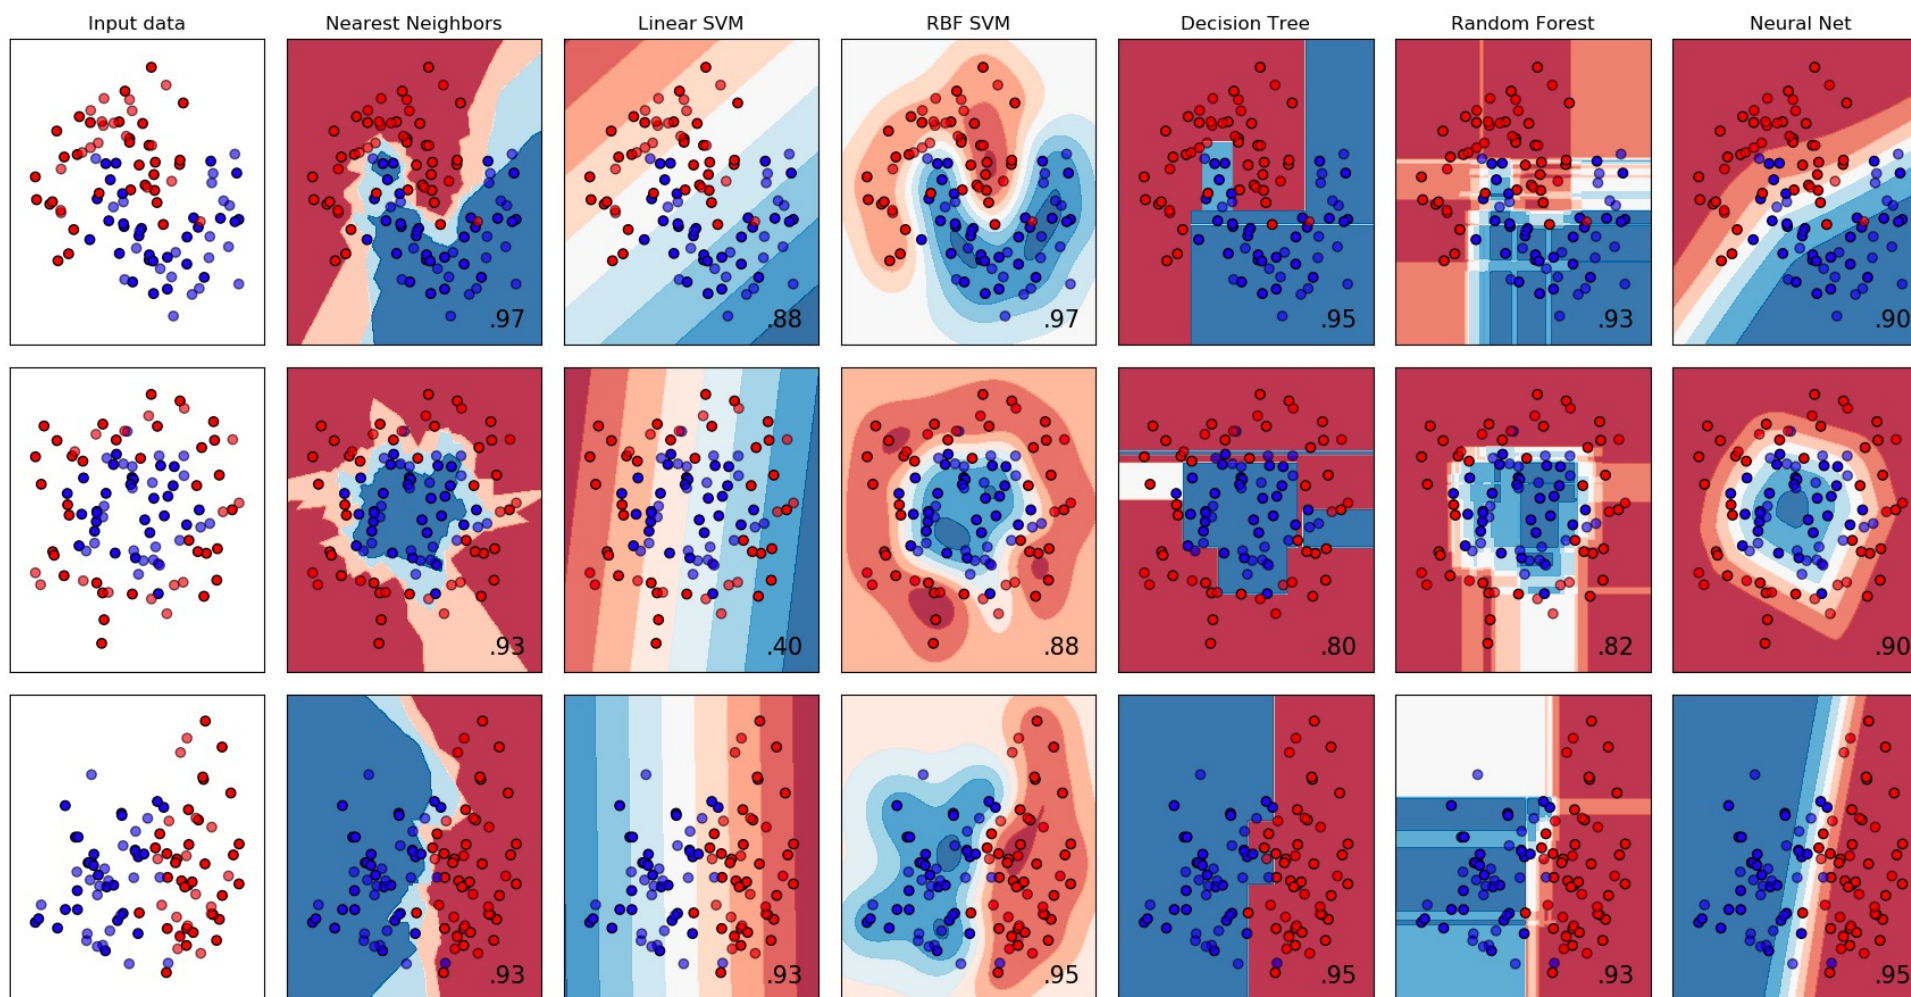 Input data Nearest Neighbors Linear SVM RBF SVM Decision Tree Random Forest Neural Net
.97 .88 .97 .95 .93 .90
.93 .40 .88 .80 .82 .90
.93 .93 .95 .95 .93 .95